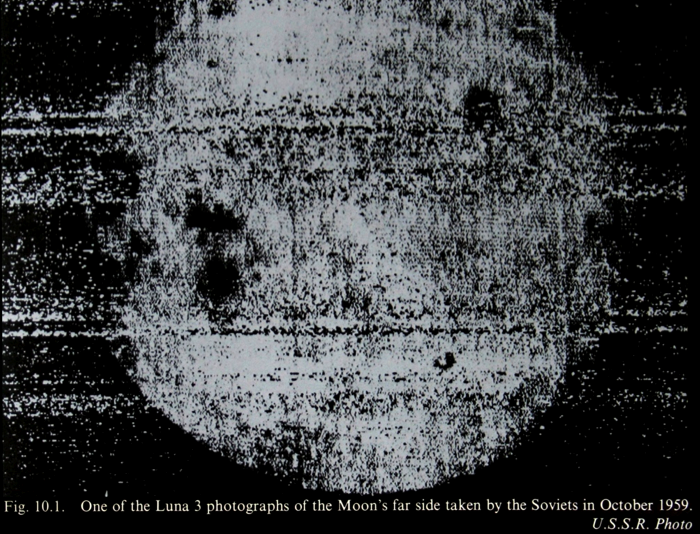 Fig. 10.1. One of the Luna 3 photographs of the Moon's far side taken by the Soviets in October 1959.
U.S.S.R. Photo